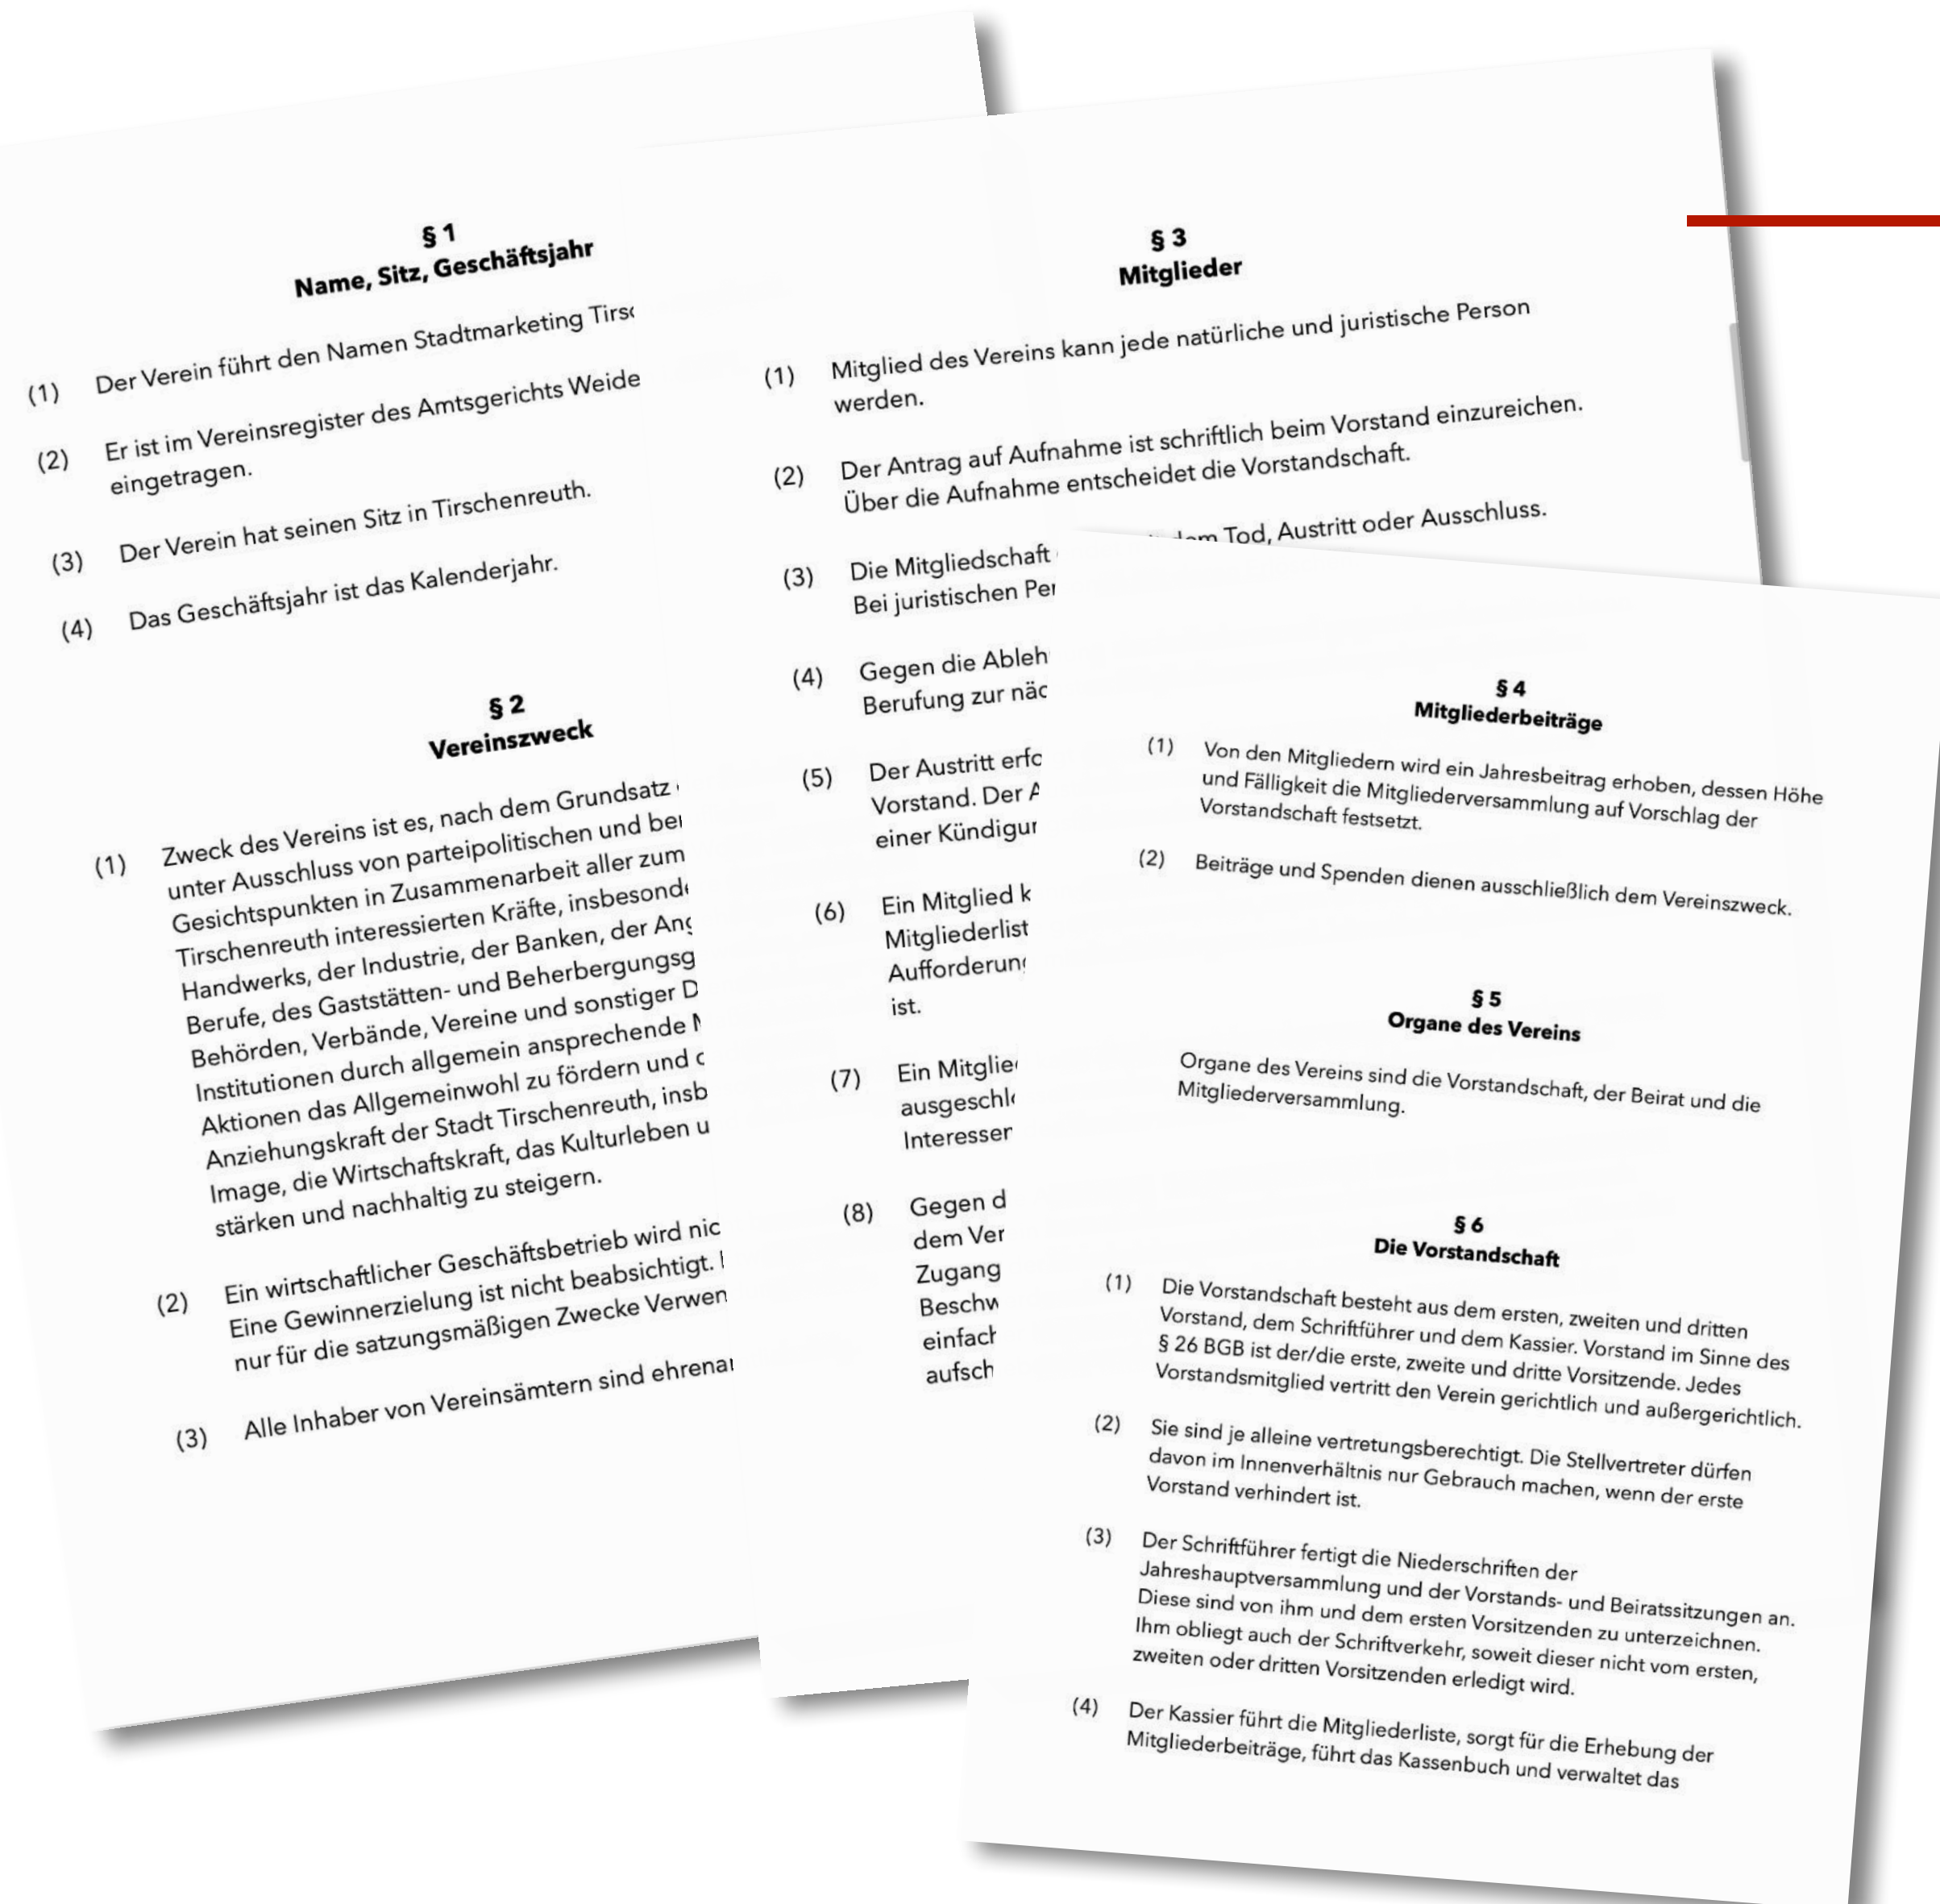 § 1
Name, Sitz, Geschäftsjahr
(1) Der Verein führt den Namen Stadtmarketing
(2) Er ist im Vereinsregister des Amtsgerichts Weide
eingetragen.
(3) Der Verein hat seinen Sitz in Tirschenreuth.
(4) Das Geschäftsjahr ist das Kalenderjahr.
§ 2
Vereinszweck
(1) Zweck des Vereins ist es, nach dem Grundsatz
unter Ausschluss von parteipolitischen und
Gesichtspunkten in Zusammenarbeit aller zum
Tirschenreuth interessierten Kräfte,
Handwerks, der Industrie, der Banken, der
Berufe, des Gaststätten- und
Behörden, Verbände, Vereine und sonstiger
Institutionen durch allgemein ansprechende
Aktionen das Allgemeinwohl zu fördern und
Anziehungskraft der Stadt Tirschenreuth, insb
Image, die Wirtschaftskraft, das Kulturleben u
stärken und nachhaltig zu steigern.
(2) Ein wirtschaftlicher Geschäftsbetrieb wird nic
Eine Gewinnerzielung ist nicht beabsichtigt.
nur für die satzungsmäßigen Zwecke Verwen
(3) Alle Inhaber von Vereinsämtern sind
§ 3
Mitglieder
(1) Mitglied des Vereins kann jede natürliche und juristische Person
werden.
(2) Der Antrag auf Aufnahme ist schriftlich beim Vorstand einzureichen.
Über die Aufnahme entscheidet die Vorstandschaft.
(3) Die Mitgliedschaft Tod, Austritt oder Ausschluss.
Bei juristischen
(4) Gegen die Ableh
Berufung zur
(5) Der Austritt
Vorstand. Der
einer
(6) Ein Mitglied k
Mitgliederlist
Aufforderun
ist.
(7) Ein
ausgeschl
Interesser
(8) Gegen d
dem Ver
Zugang
Beschw
einfach
aufsch
§ 4
Mitgliederbeiträge
(1) Von den Mitgliedern wird ein Jahresbeitrag erhoben, dessen Höhe
und Fälligkeit die Mitgliederversammlung auf Vorschlag der
Vorstandschaft festsetzt.
(2) Beiträge und Spenden dienen ausschließlich dem Vereinszweck.
§ 5
Organe des Vereins
Organe des Vereins sind die Vorstandschaft, der Beirat und die
Mitgliederversammlung.
§ 6
Die Vorstandschaft
(1) Die Vorstandschaft besteht aus dem ersten, zweiten und dritten
Vorstand, dem Schriftführer und dem Kassier. Vorstand im Sinne des
§ 26 BGB ist der/die erste, zweite und dritte Vorsitzende. Jedes
Vorstandsmitglied vertritt den Verein gerichtlich und außergerichtlich.
(2) Sie sind je alleine vertretungsberechtigt. Die Stellvertreter dürfen
davon im Innenverhältnis nur Gebrauch machen, wenn der erste
Vorstand verhindert ist.
(3) Der Schriftführer fertigt die Niederschriften der
Jahreshauptversammlung und der Vorstands- und Beiratssitzungen an.
Diese sind von ihm und dem ersten Vorsitzenden zu unterzeichnen.
Ihm obliegt auch der Schriftverkehr, soweit dieser nicht vom ersten,
zweiten oder dritten Vorsitzenden erledigt wird.
(4) Der Kassier führt die Mitgliederliste, sorgt für die Erhebung der
Mitgliederbeiträge, führt das Kassenbuch und verwaltet das